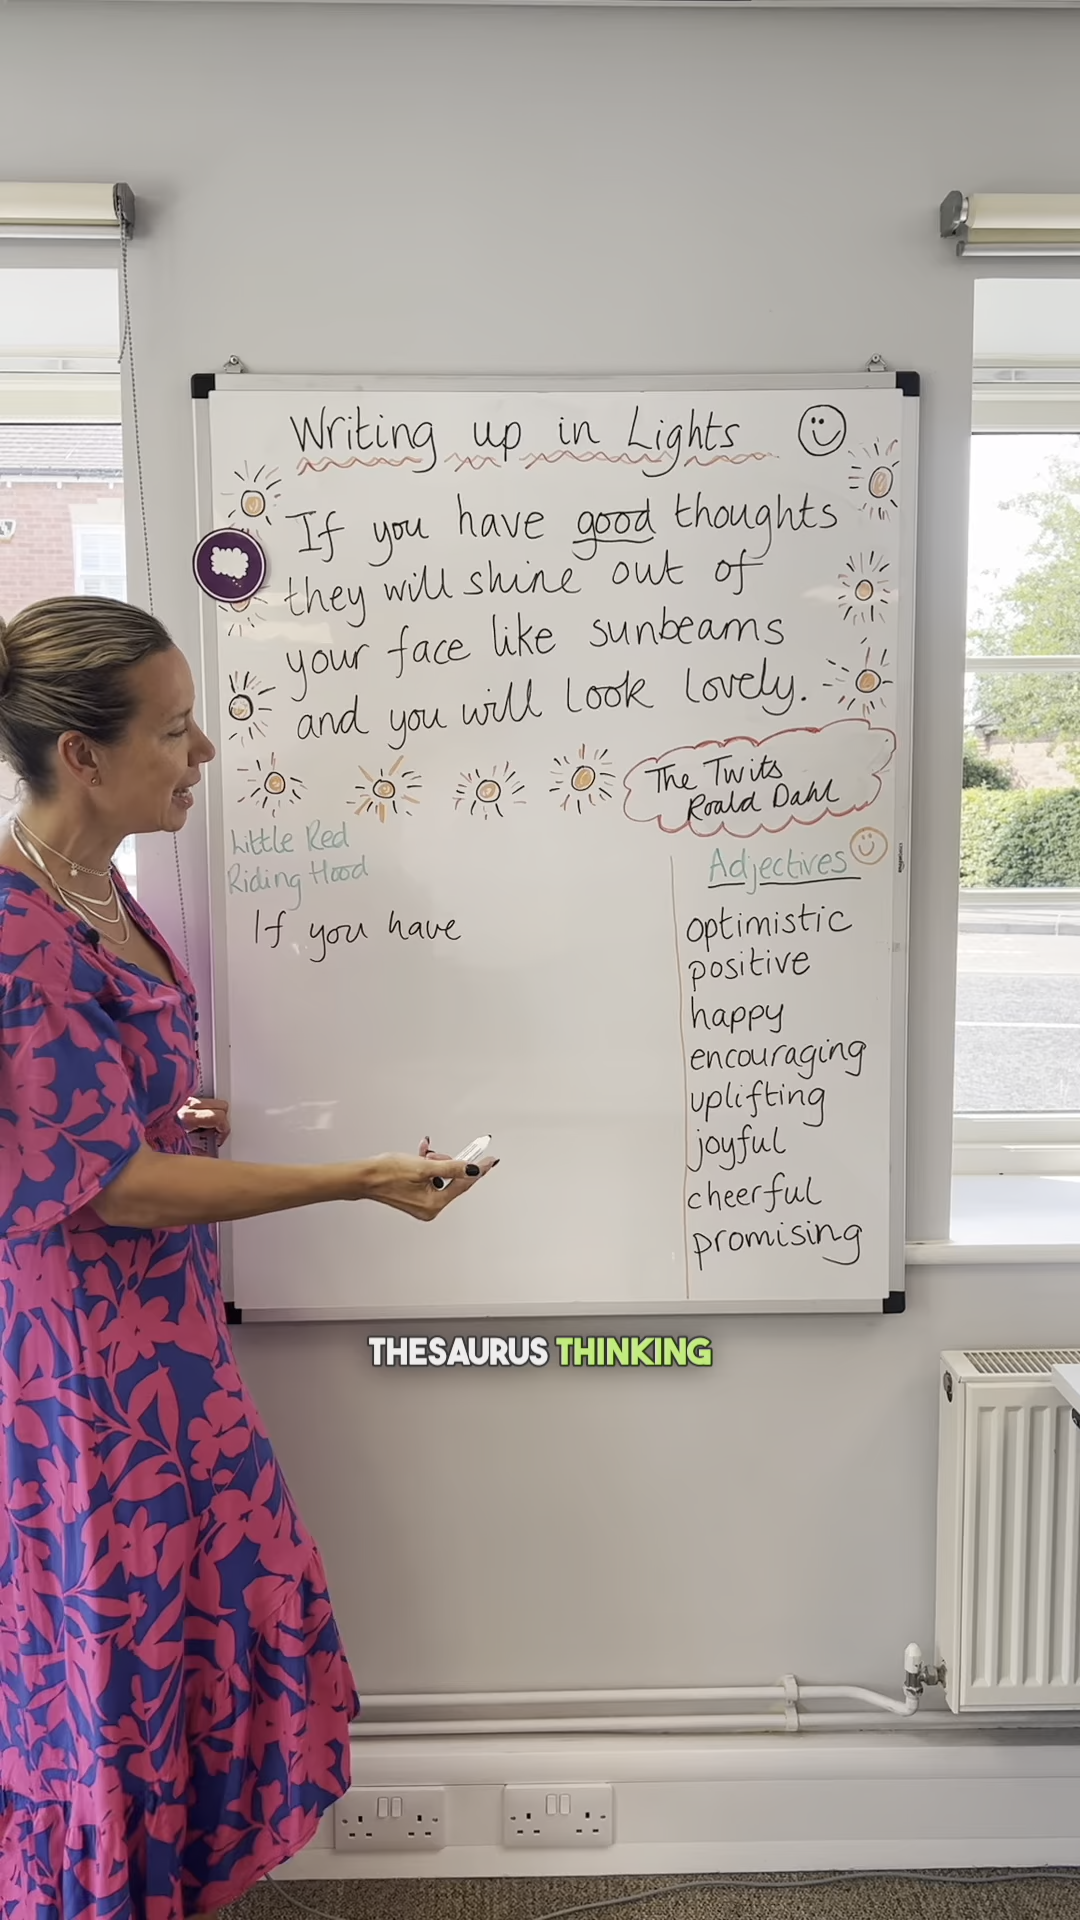 Writing up in Lights
If you have good thoughts
they will shine out of
your face like sunbeams
and you will look lovely.
The Twits
Roald Dahl
Little Red
Riding Hood
If you have
Adjectives
optimistic
positive
happy
encouraging
uplifting
joyful
cheerful
promising
THESAURUS THINKING